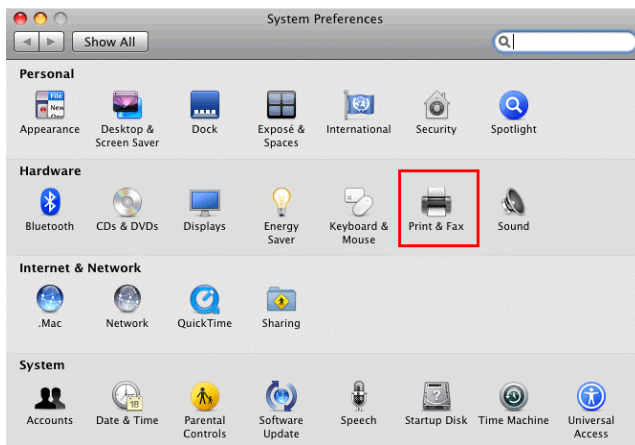 System Preferences
Show All
Personal
Appearance
Desktop &
Screen Saver
Dock
Exposé &
Spaces
International
Security
Spotlight
Hardware
Bluetooth
CDs & DVDs
Displays
Energy
Saver
Keyboard &
Mouse
Print & Fax
Sound
Internet & Network
.Mac
Network
QuickTime
Sharing
System
Accounts
18
Date & Time
Parental
Controls
Software
Update
Speech
Startup Disk
Time Machine
Universal
Access